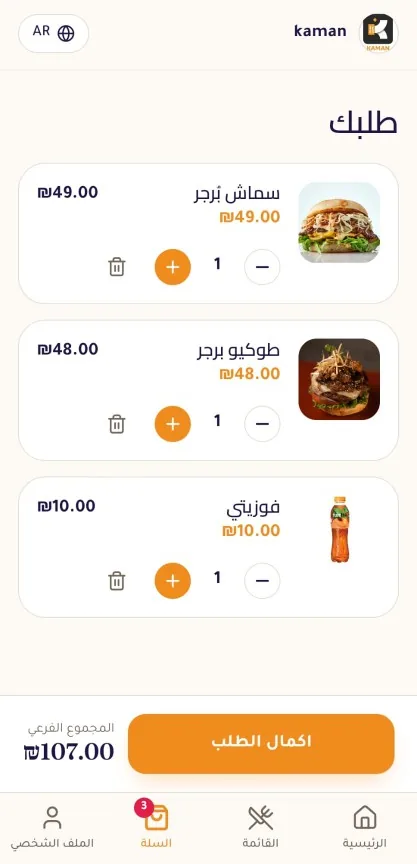 kaman
KAMAN
AR
طلبك
سماش بُرجر
₪49.00
₪49.00
1
طوكيو برجر
₪48.00
₪48.00
1
فوزيتي
₪10.00
₪10.00
1
اكمال الطلب
المجموع الفرعي
₪107.00
الرئيسية
القائمة
3
السلة
الملف الشخصي